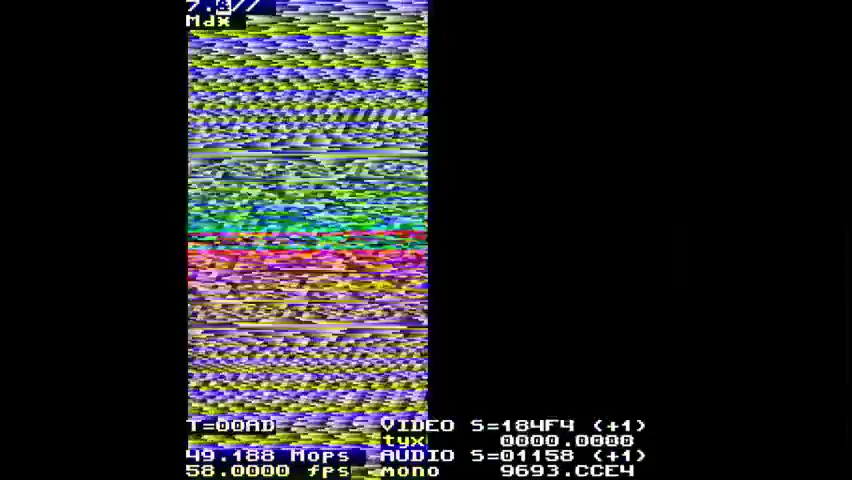 Md*
T=00AD VIDEO S=184F4 (+1)
tyx 0000.0000
49.188 Mops AUDIO S=01158 (+1)
58.0000 fps mono 9693.CCE4